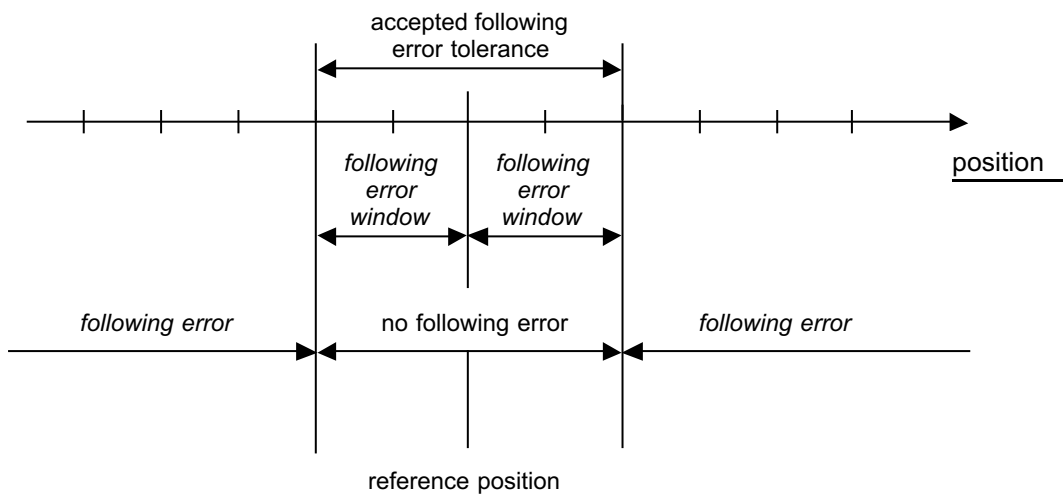 accepted following
error tolerance
position
following
error
window
following
error
window
following error
no following error
following error
reference position